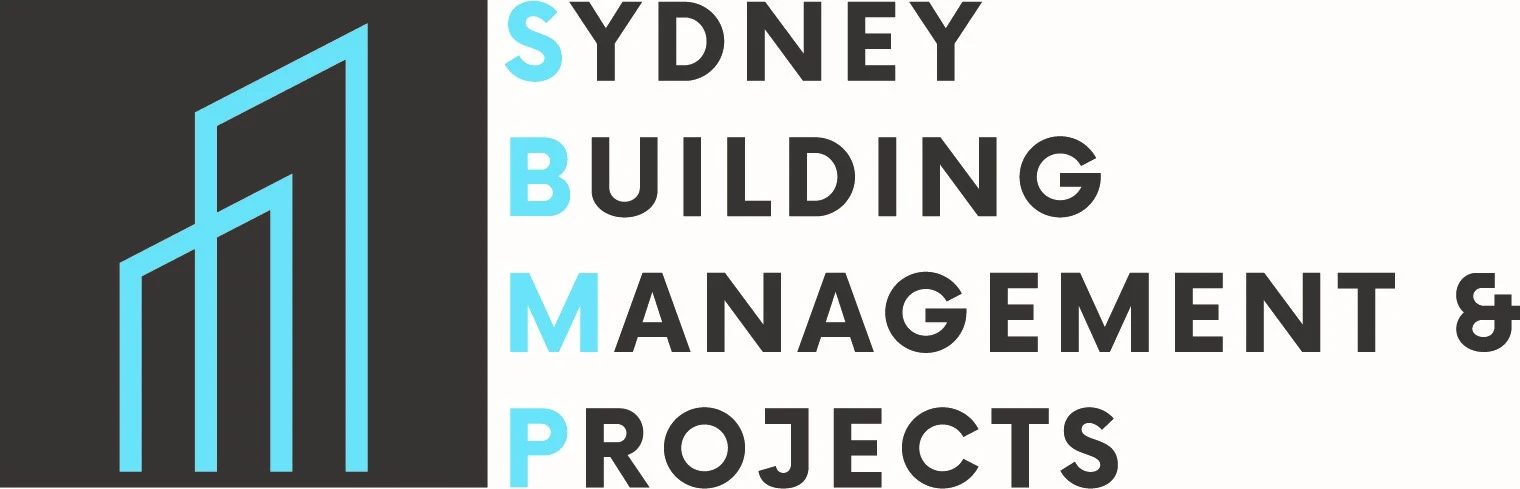 SYDNEY
BUILDING
MANAGEMENT &
PROJECTS